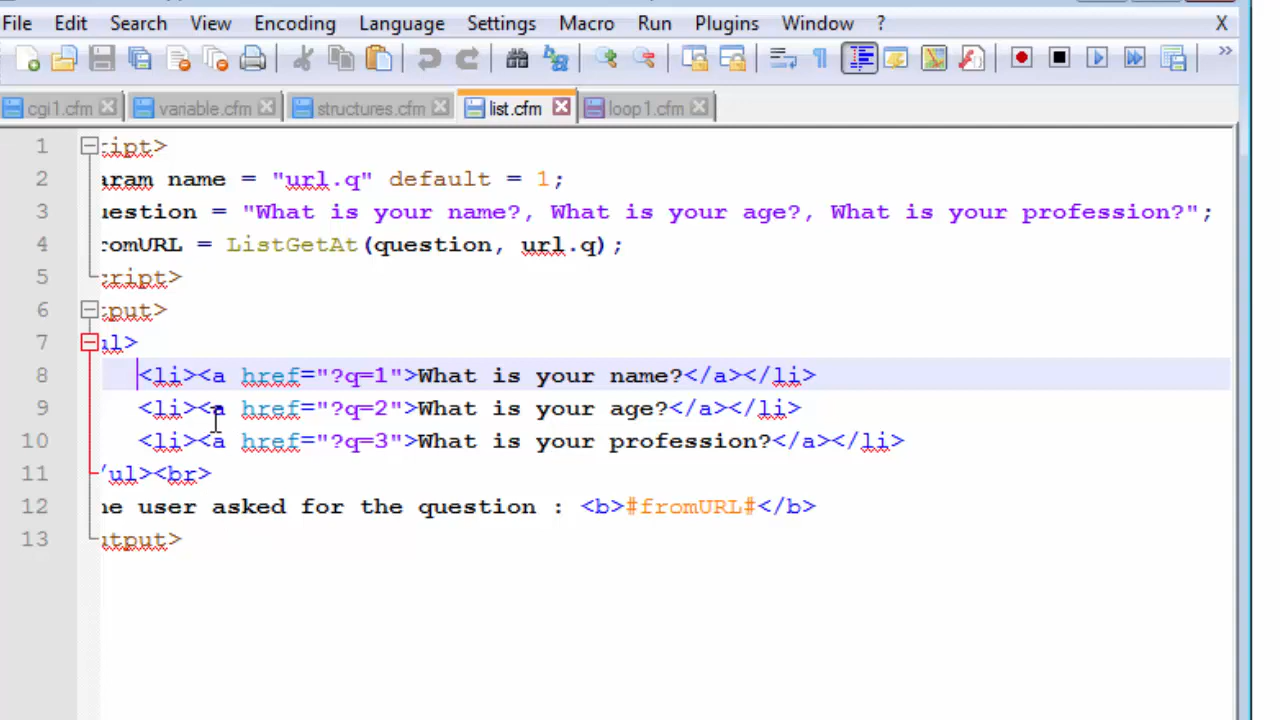 File Edit Search View Encoding Language Settings Macro Run Plugins Window ? X
cgi1.cfm variable.cfm structures.cfm list.cfm loop1.cfm
1 ript>
2 aram name = "url.q" default = 1;
3 uestion = "What is your name?, What is your age?, What is your profession?";
4 romURL = ListGetAt(question, url.q);
5 cript>
6 tput>
7 ul>
8 <li><a href="?q=1">What is your name?</a></li>
9 <li><a href="?q=2">What is your age?</a></li>
10 <li><a href="?q=3">What is your profession?</a></li>
11 /ul><br>
12 he user asked for the question : <b>#fromURL#</b>
13 utput>